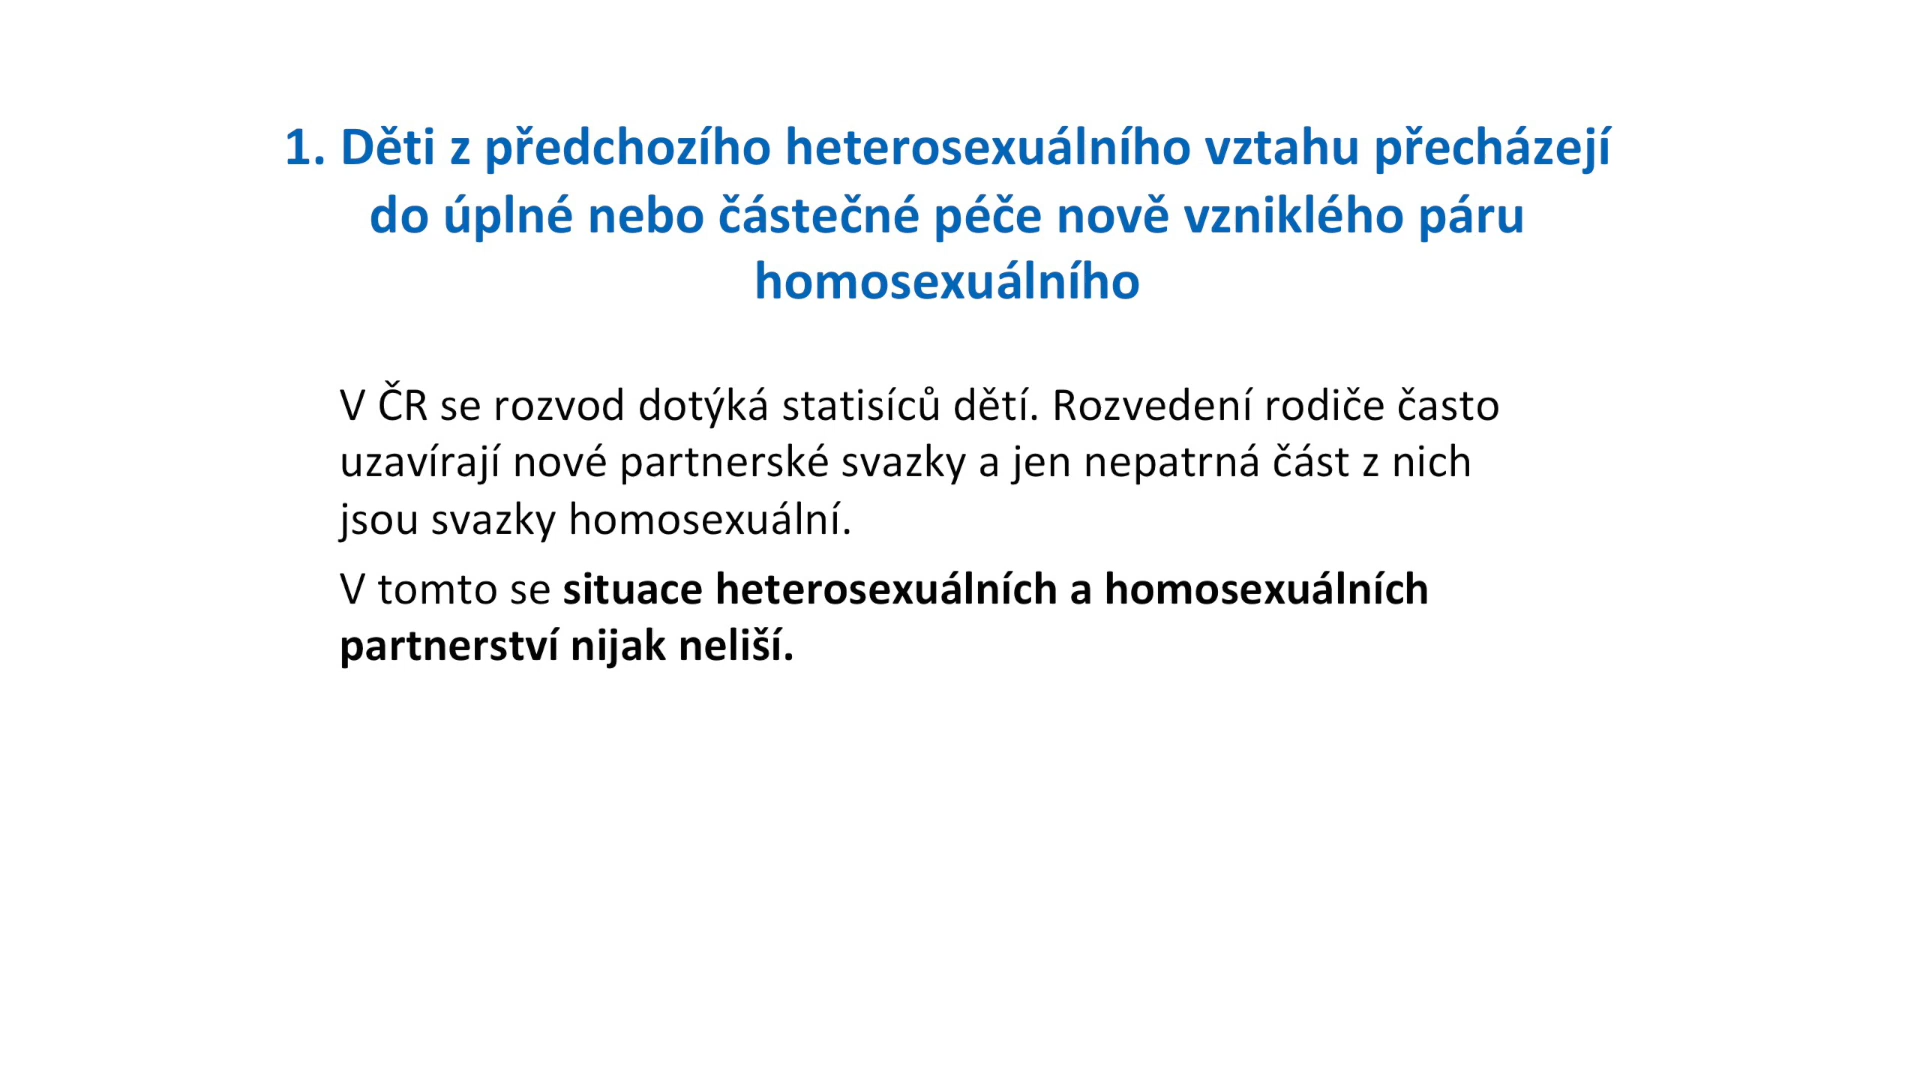 1. Děti z předchozího heterosexuálního vztahu přecházejí
do úplné nebo částečné péče nově vzniklého páru
homosexuálního
V ČR se rozvod dotýká statisíců dětí. Rozvedení rodiče často
uzavírají nové partnerské svazky a jen nepatrná část z nich
jsou svazky homosexuální.
V tomto se situace heterosexuálních a homosexuálních
partnerství nijak neliší.